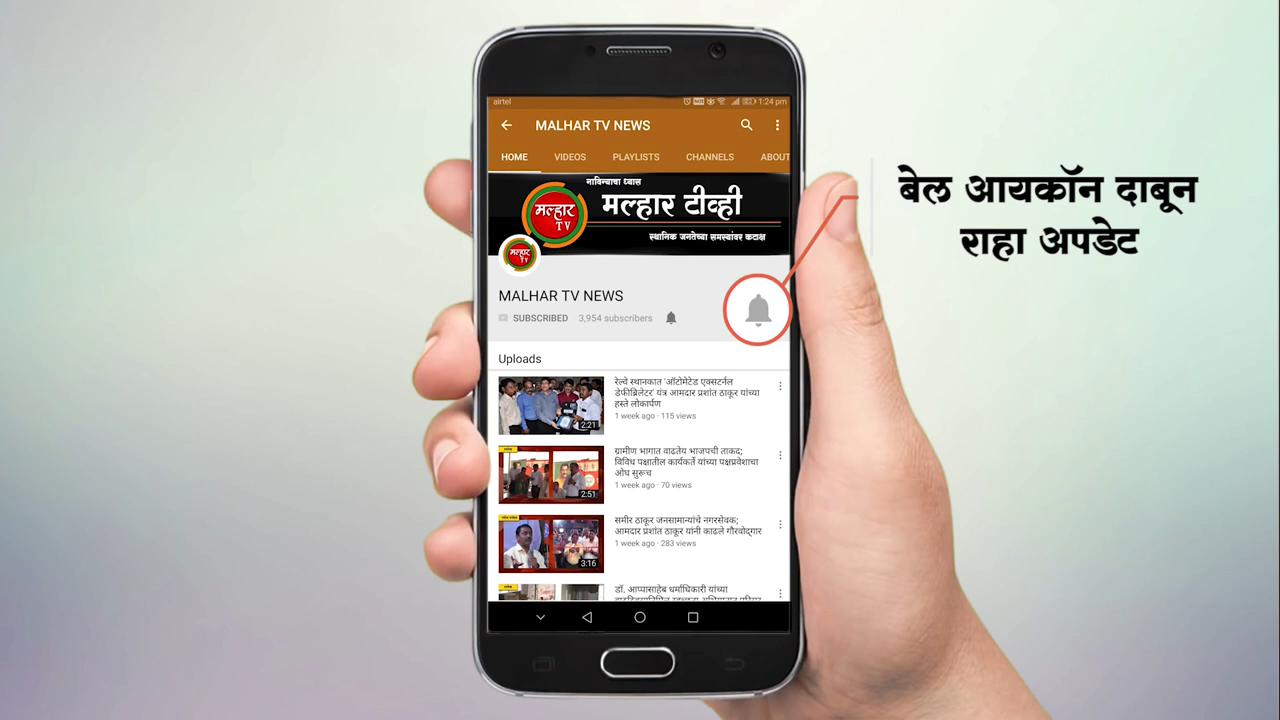 airtel
1:24 pm
MALHAR TV NEWS
HOME VIDEOS PLAYLISTS CHANNELS ABOUT
नाविन्याचा ध्यास
मल्हार टीव्ही
मल्हार
TV
स्थानिक जनतेच्या समस्यांवर कटाक्ष
मल्हार
TV
MALHAR TV NEWS
SUBSCRIBED 3,954 subscribers
Uploads
रेल्वे स्थानकात 'ऑटोमेटेड एक्सटर्नल
डेफीब्रिलेटर' यंत्र आमदार प्रशांत ठाकूर यांच्या
हस्ते लोकार्पण
1 week ago · 115 views
2:21
ग्रामीण भागात वाढतेय भाजपची ताकद;
विविध पक्षातील कार्यकर्ते यांच्या पक्षप्रवेशाचा
ओघ सुरूच
1 week ago · 70 views
2:51
समीर ठाकूर जनसामान्यांचे नगरसेवक;
आमदार प्रशांत ठाकूर यांनी काढले गौरवोद्गार
1 week ago · 283 views
3:16
डॉ. आप्पासाहेब धर्माधिकारी यांच्या
बेल आयकॉन दाबून
राहा अपडेट